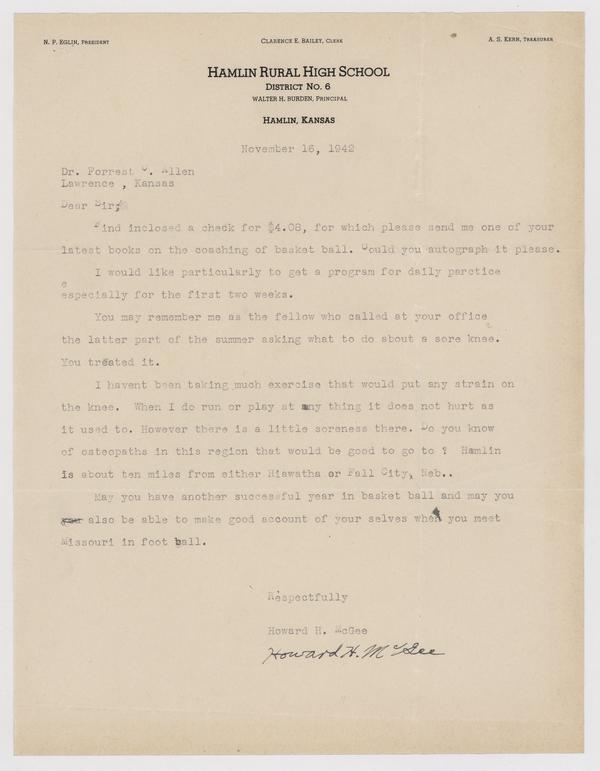 N. P. EGLIN, PRESIDENT
CLARENCE E. BAILEY, CLERK
A. S. KERN, TREASURER
HAMLIN RURAL HIGH SCHOOL
DISTRICT NO. 6
WALTER H. BURDEN, PRINCIPAL
HAMLIN, KANSAS
November 16, 1942
Dr. Forrest C. Allen
Lawrence , Kansas
Dear Sir;
Find inclosed a check for $4.08, for which please send me one of your
latest books on the coaching of basket ball. Could you autograph it please.
I would like particularly to get a program for daily parctice
especially for the first two weeks.
You may remember me as the fellow who called at your office
the latter part of the summer asking what to do about a sore knee.
You treated it.
I havent been taking much exercise that would put any strain on
the knee. When I do run or play at any thing it does not hurt as
it used to. However there is a little soreness there. Do you know
of osteopaths in this region that would be good to go to ? Hamlin
is about ten miles from either Hiawatha or Fall City, Neb..
May you have another successful year in basket ball and may you
also be able to make good account of your selves when you meet
Missouri in foot ball.
Respectfully
Howard H. McGee
Howard H. McGee